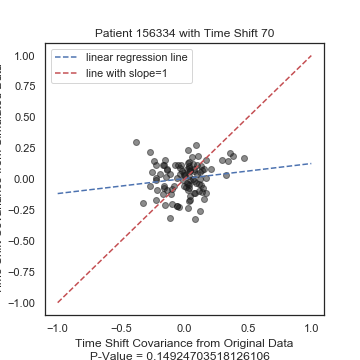 Patient 156334 with Time Shift 70
linear regression line
line with slope=1
1.00
0.75
0.50
0.25
0.00
−0.25
−0.50
−0.75
−1.00
−1.0
−0.5
0.0
0.5
1.0
Time Shift Covariance from Original Data
P-Value = 0.14924703518126106